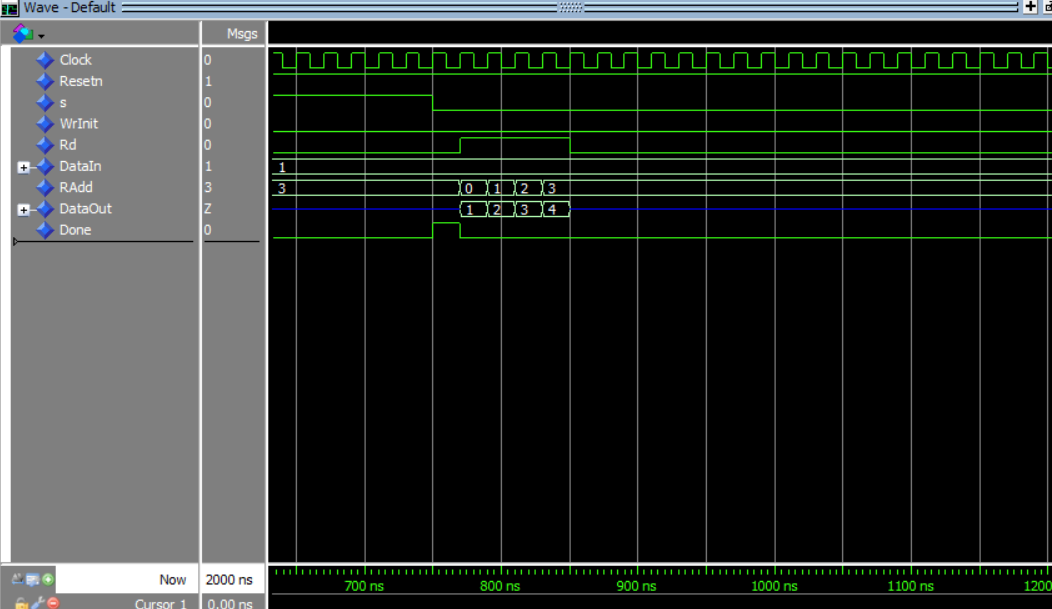 Wave - Default
Msgs
Clock 0
Resetn 1
s 0
WrInit 0
Rd 0
DataIn 1 1
RAdd 3 3 0 1 2 3
DataOut Z 1 2 3 4
Done 0
Now 2000 ns
700 ns 800 ns 900 ns 1000 ns 1100 ns 1200
Cursor 1 0.00 ns